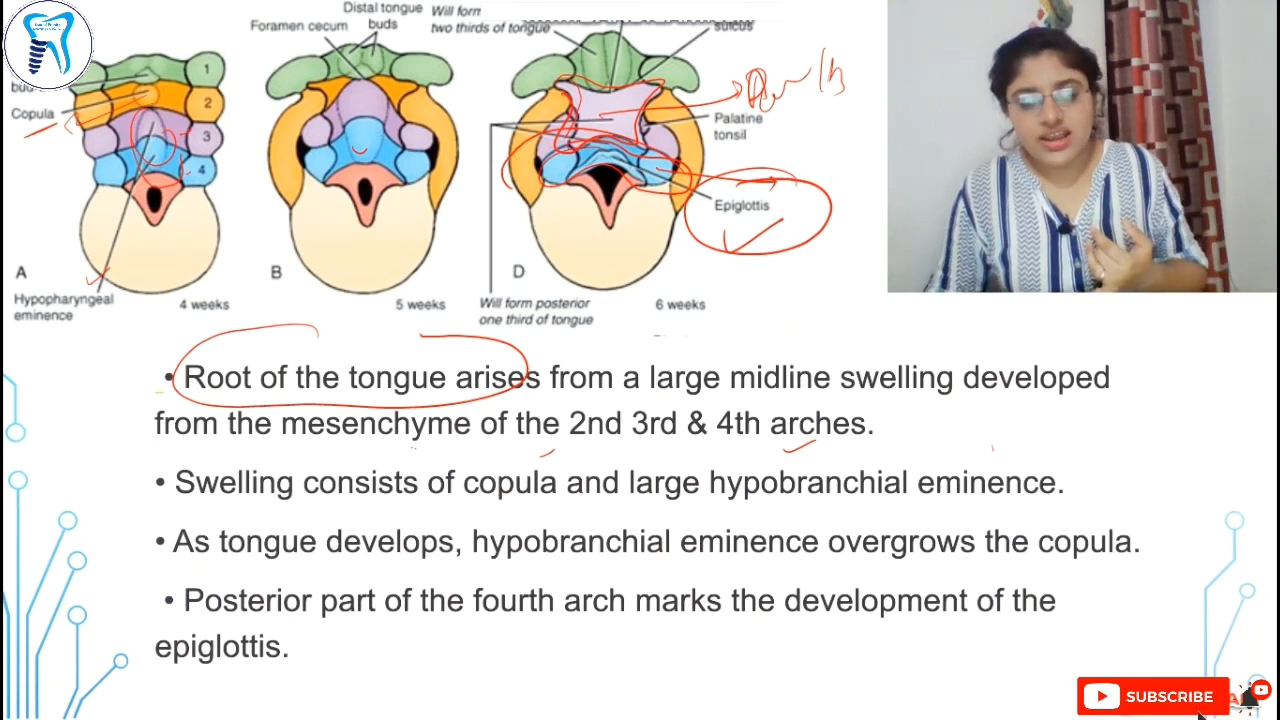 Distal tongue
buds
Foramen cecum
Will form
two thirds of tongue
sulcus
1
2
3
4
Copula
Palatine
tonsil
Epiglottis
A
B
D
Hypopharyngeal
eminence
4 weeks
5 weeks
6 weeks
Will form posterior
one third of tongue
• Root of the tongue arises from a large midline swelling developed
from the mesenchyme of the 2nd 3rd & 4th arches.
• Swelling consists of copula and large hypobranchial eminence.
• As tongue develops, hypobranchial eminence overgrows the copula.
• Posterior part of the fourth arch marks the development of the
epiglottis.
SUBSCRIBE